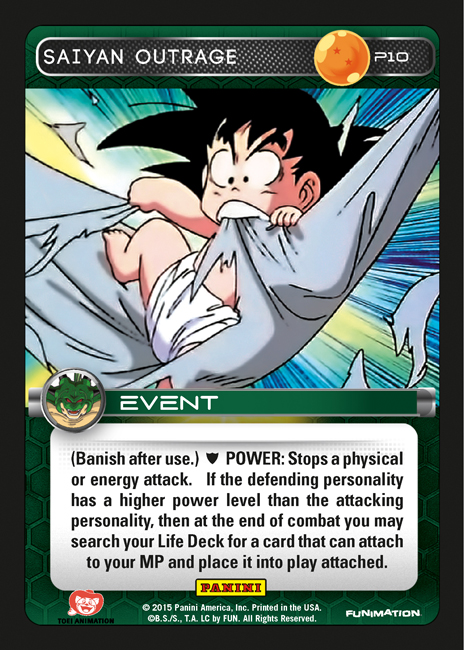 SAIYAN OUTRAGE
P10
EVENT
(Banish after use.) POWER: Stops a physical
or energy attack. If the defending personality
has a higher power level than the attacking
personality, then at the end of combat you may
search your Life Deck for a card that can attach
to your MP and place it into play attached.
PANINI
TOEI ANIMATION
© 2015 Panini America, Inc. Printed in the USA.
©B.S./S., T.A. LC by FUN. All Rights Reserved.
FUNIMATION